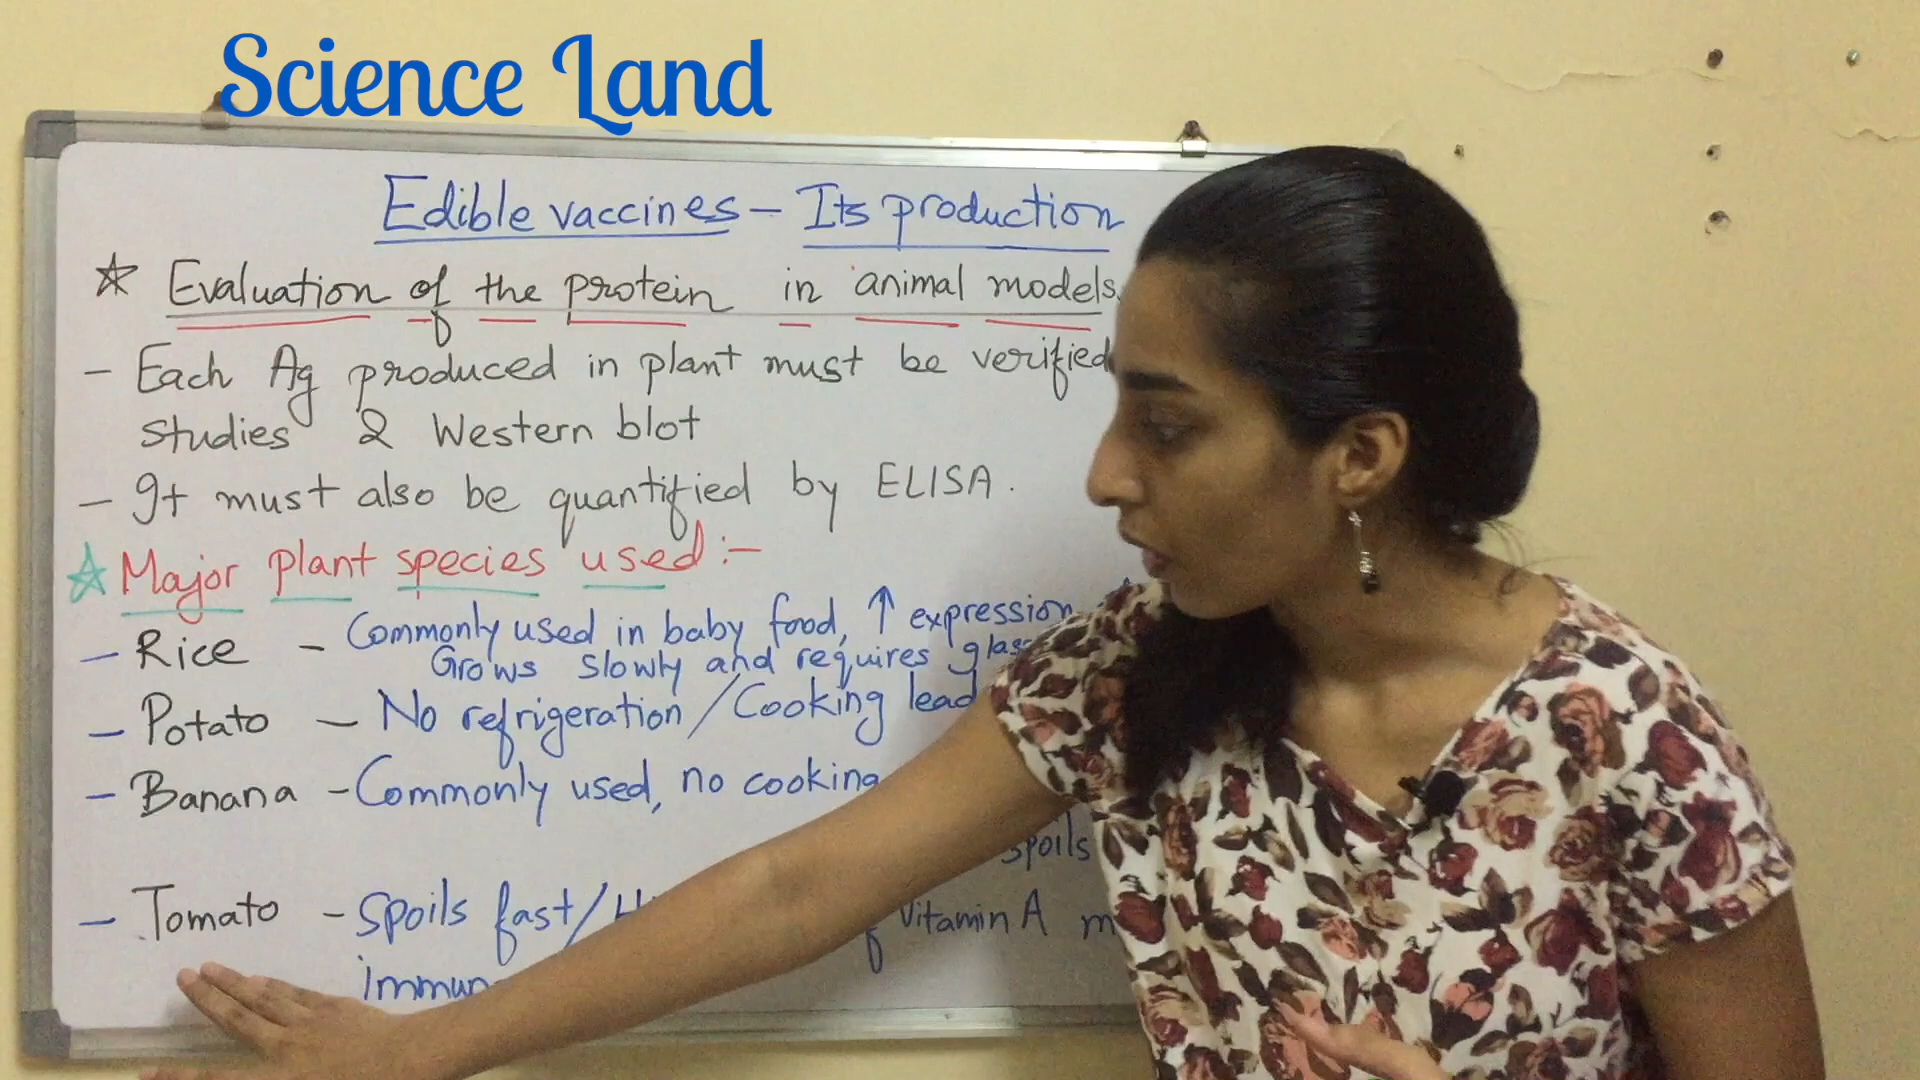 Science Land
Edible vaccines - Its production
☆ Evaluation of the protein in animal models.
- Each Ag produced in plant must be verified
studies & Western blot
- It must also be quantified by ELISA.
☆ Major plant species used :-
- Rice - Commonly used in baby food, ↑ expression
Grows slowly and requires
- Potato - No refrigeration/Cooking lead
- Banana - Commonly used, no cooking
spoils
- Tomato - Spoils fast/ Vitamin A